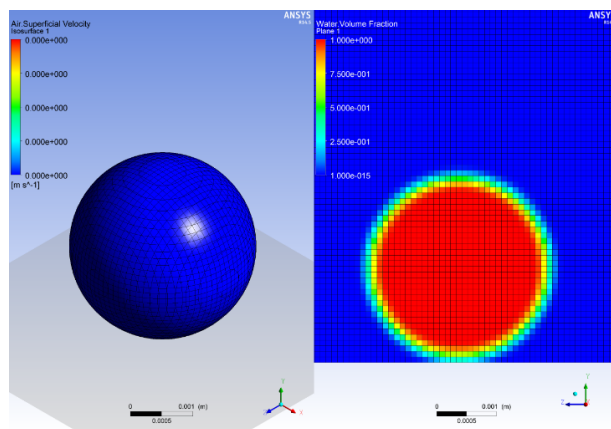 ANSYS
Air.Superficial Velocity
Isosurface 1
0.000e+000
0.000e+000
0.000e+000
0.000e+000
0.000e+000
[m s^-1]
0
0.001
(m)
0.0005
ANSYS
Water.Volume Fraction
Plane 1
1.000e+000
7.500e-001
5.000e-001
2.500e-001
1.000e-015
0
0.001
(m)
0.0005
Z